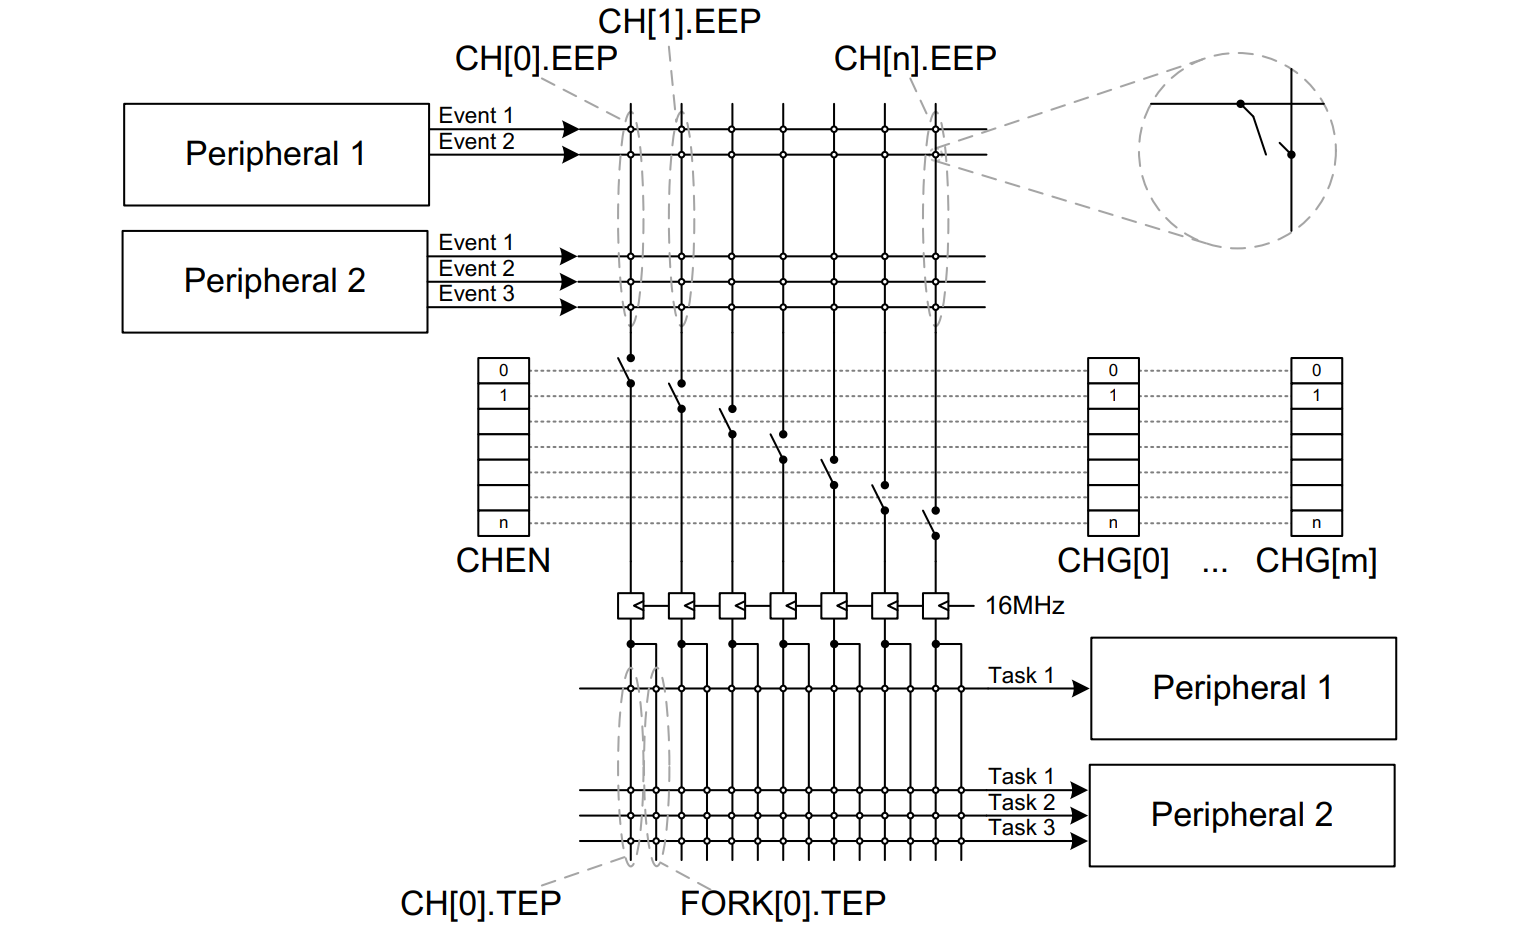 CH[1].EEP
CH[0].EEP
CH[n].EEP
Peripheral 1
Event 1
Event 2
Peripheral 2
Event 1
Event 2
Event 3
0 0 0
1 1 1
n n n
CHEN
CHG[0] ... CHG[m]
16MHz
Task 1
Peripheral 1
Task 1
Task 2
Task 3
Peripheral 2
CH[0].TEP
FORK[0].TEP